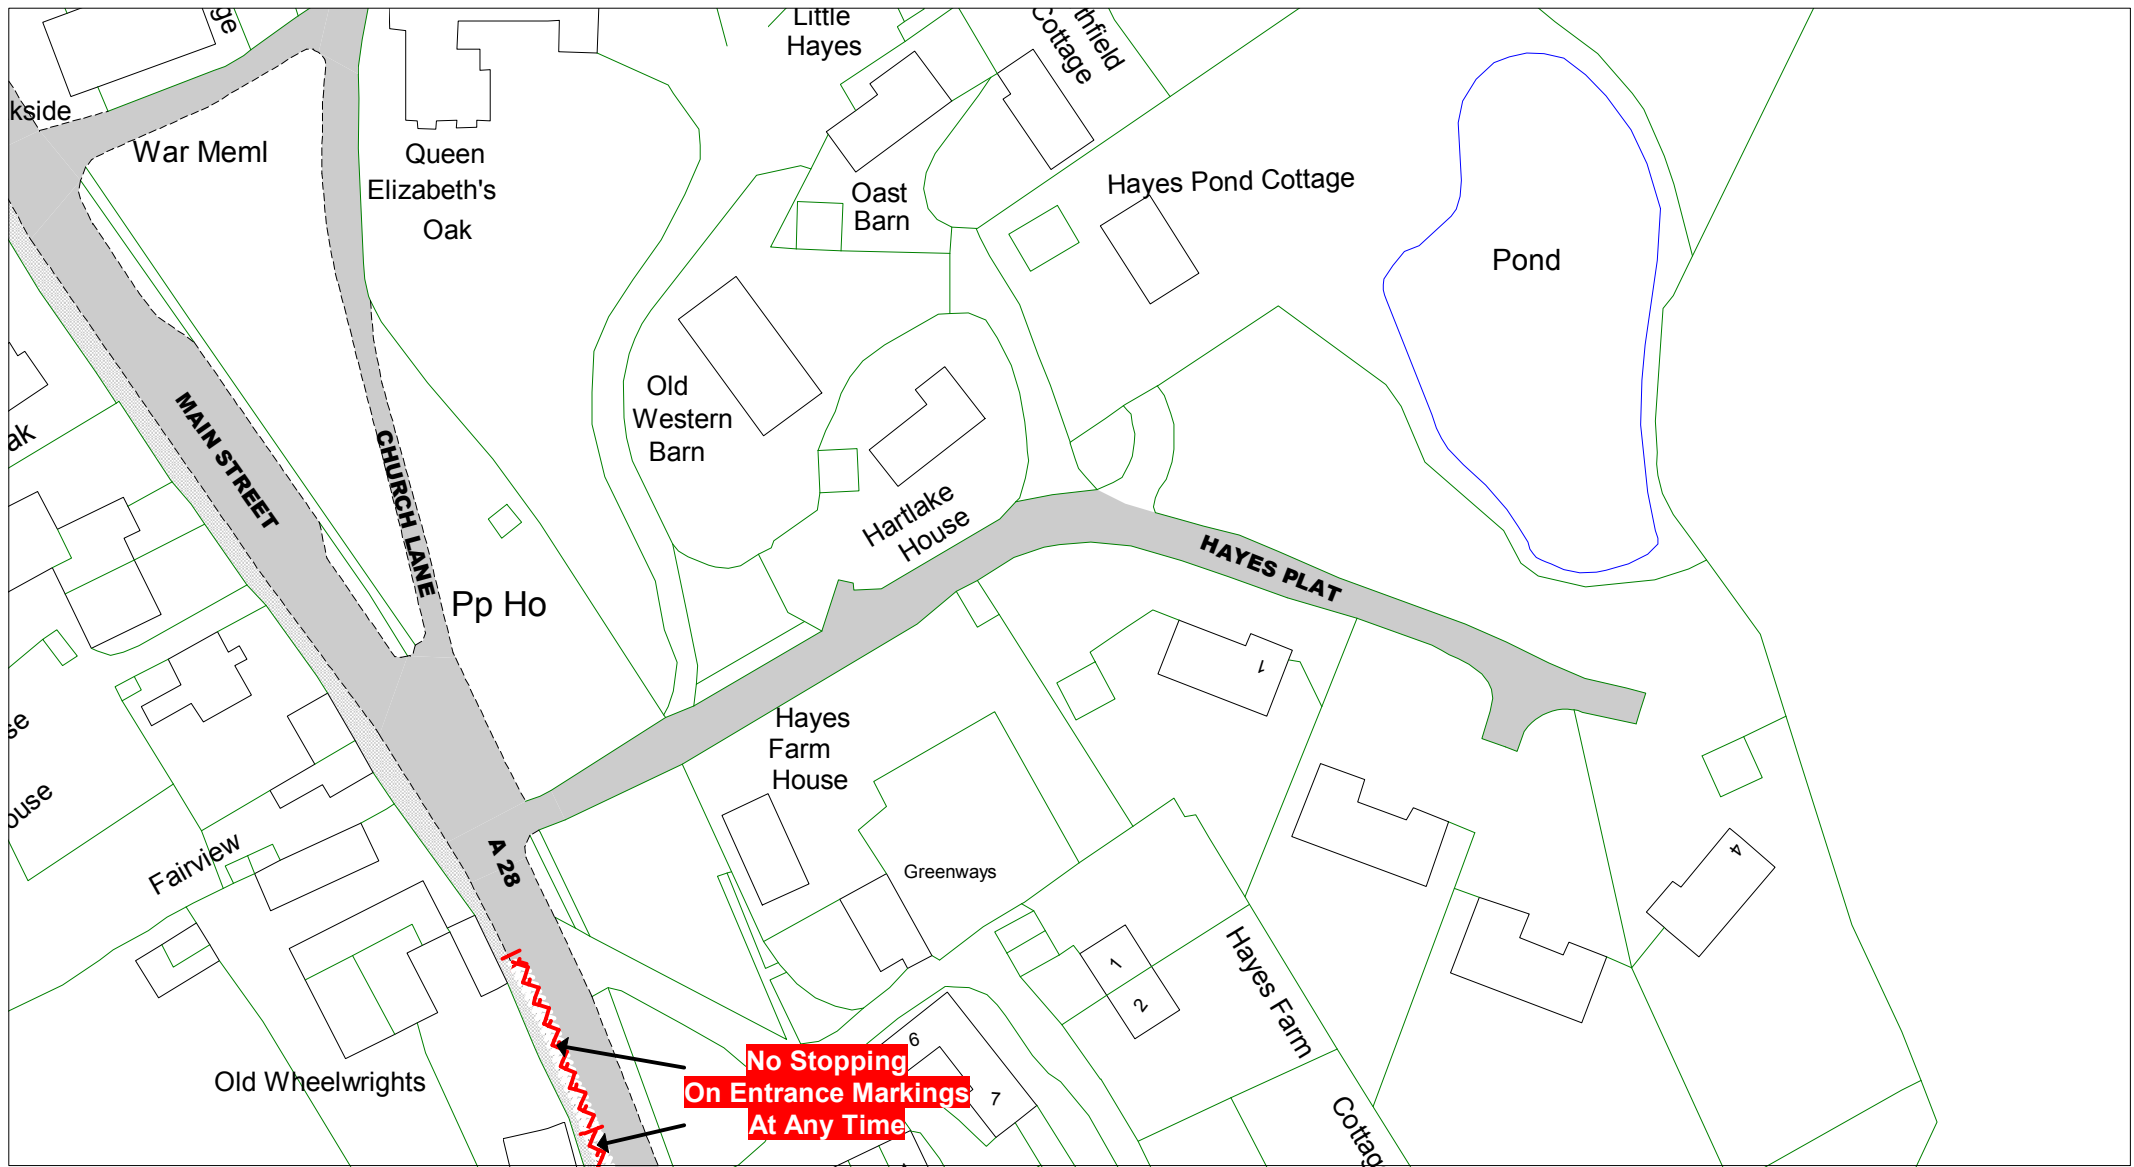 Little
Hayes
Cottage
kside
War Meml
Queen
Elizabeth's
Oak
Oast
Barn
Hayes Pond Cottage
Pond
MAIN STREET
CHURCH LANE
Old
Western
Barn
Hartlake
House
HAYES PLAT
Pp Ho
1
Hayes
Farm
House
Fairview
A 28
Greenways
4
1
2
Hayes Farm
Old Wheelwrights
6
7
No Stopping
On Entrance Markings
At Any Time